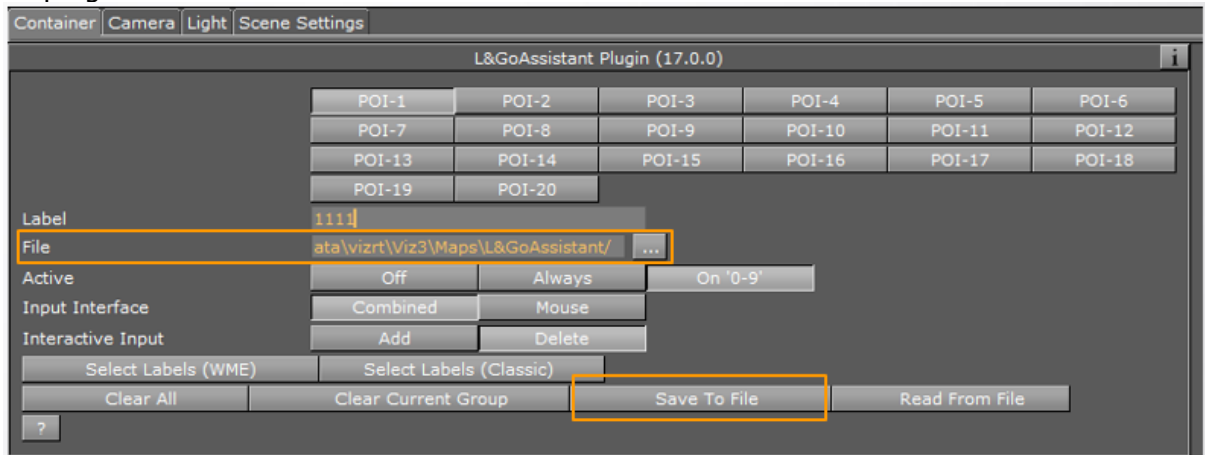 Container Camera Light Scene Settings
L&GoAssistant Plugin (17.0.0) i
POI-1 POI-2 POI-3 POI-4 POI-5 POI-6
POI-7 POI-8 POI-9 POI-10 POI-11 POI-12
POI-13 POI-14 POI-15 POI-16 POI-17 POI-18
POI-19 POI-20
Label 1111
File ata\vizrt\Viz3\Maps\L&GoAssistant/ ...
Active Off Always On '0-9'
Input Interface Combined Mouse
Interactive Input Add Delete
Select Labels (WME) Select Labels (Classic)
Clear All Clear Current Group Save To File Read From File
?